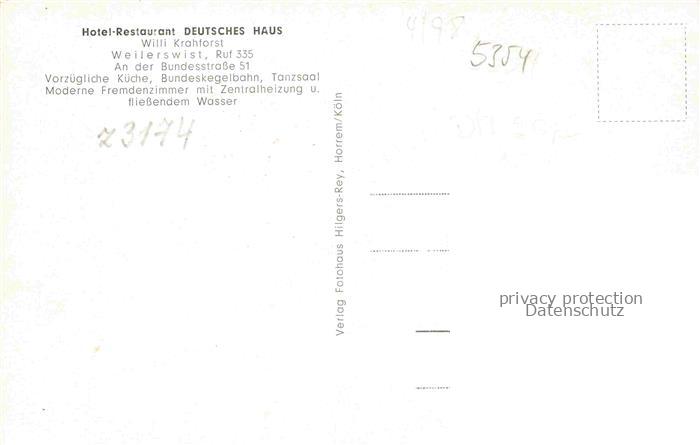 Hotel-Restaurant DEUTSCHES HAUS
Willi Krahforst
Weilerswist, Ruf 335
An der Bundesstraße 51
Vorzügliche Küche, Bundeskegelbahn, Tanzsaal
Moderne Fremdenzimmer mit Zentralheizung u.
fließendem Wasser
z3174
Verlag Fotohaus Hilgers-Rey, Horrem/Köln
4/98
5354
privacy protection
Datenschutz